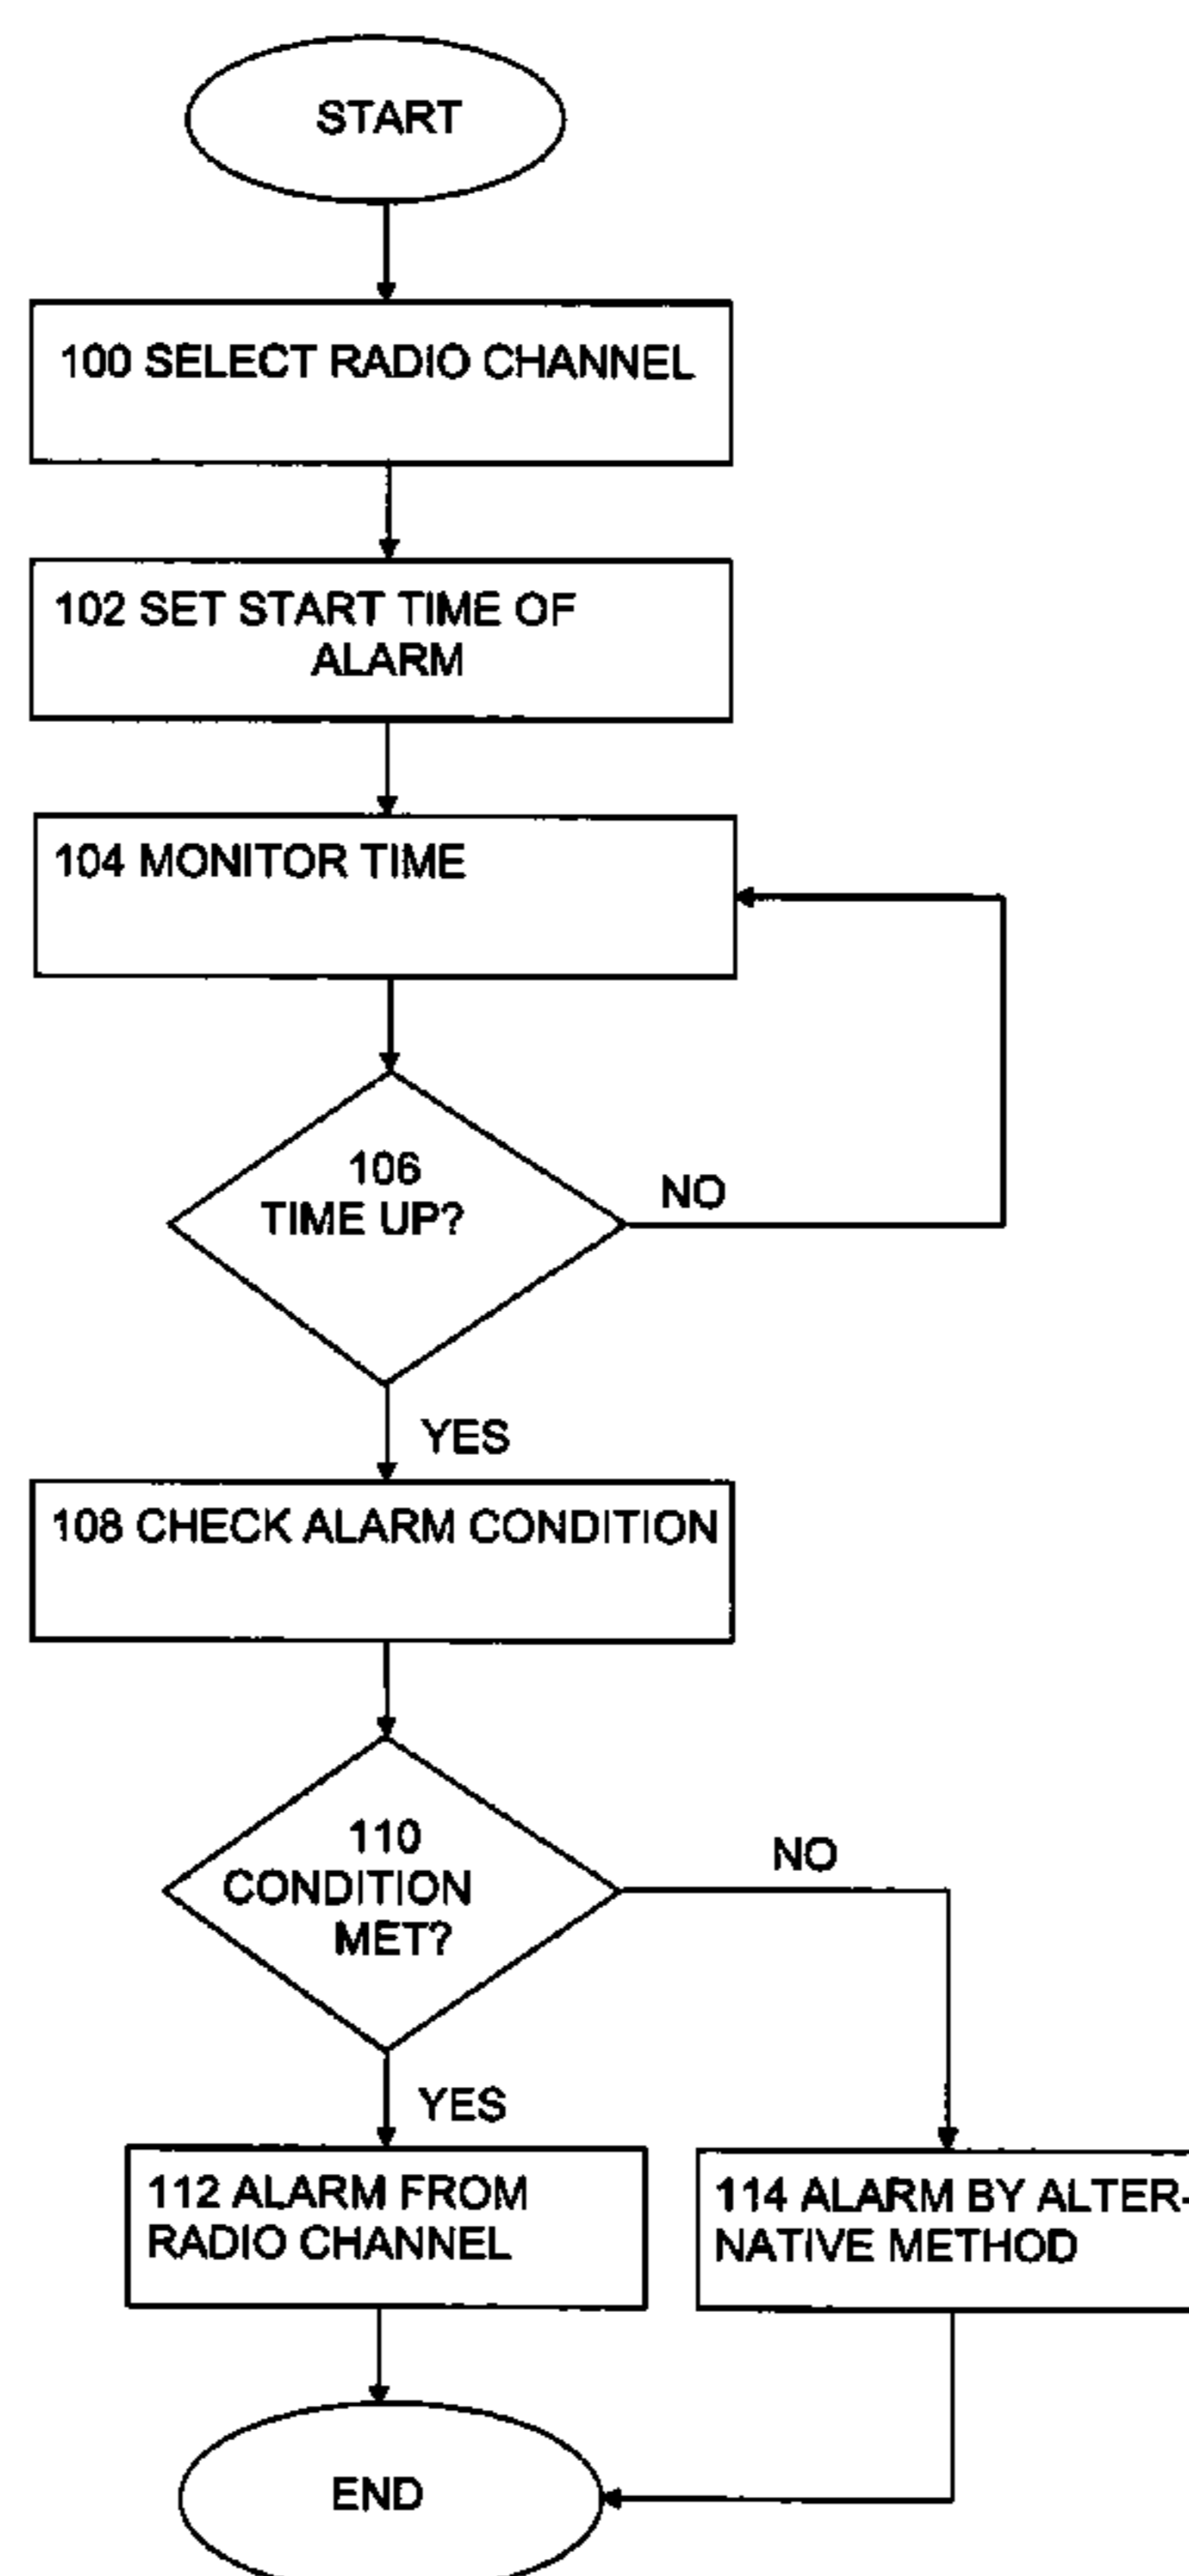 START
100 SELECT RADIO CHANNEL
102 SET START TIME OF
ALARM
104 MONITOR TIME
106
TIME UP?
NO
YES
108 CHECK ALARM CONDITION
110
CONDITION
MET?
NO
YES
112 ALARM FROM
RADIO CHANNEL
114 ALARM BY ALTER-
NATIVE METHOD
END